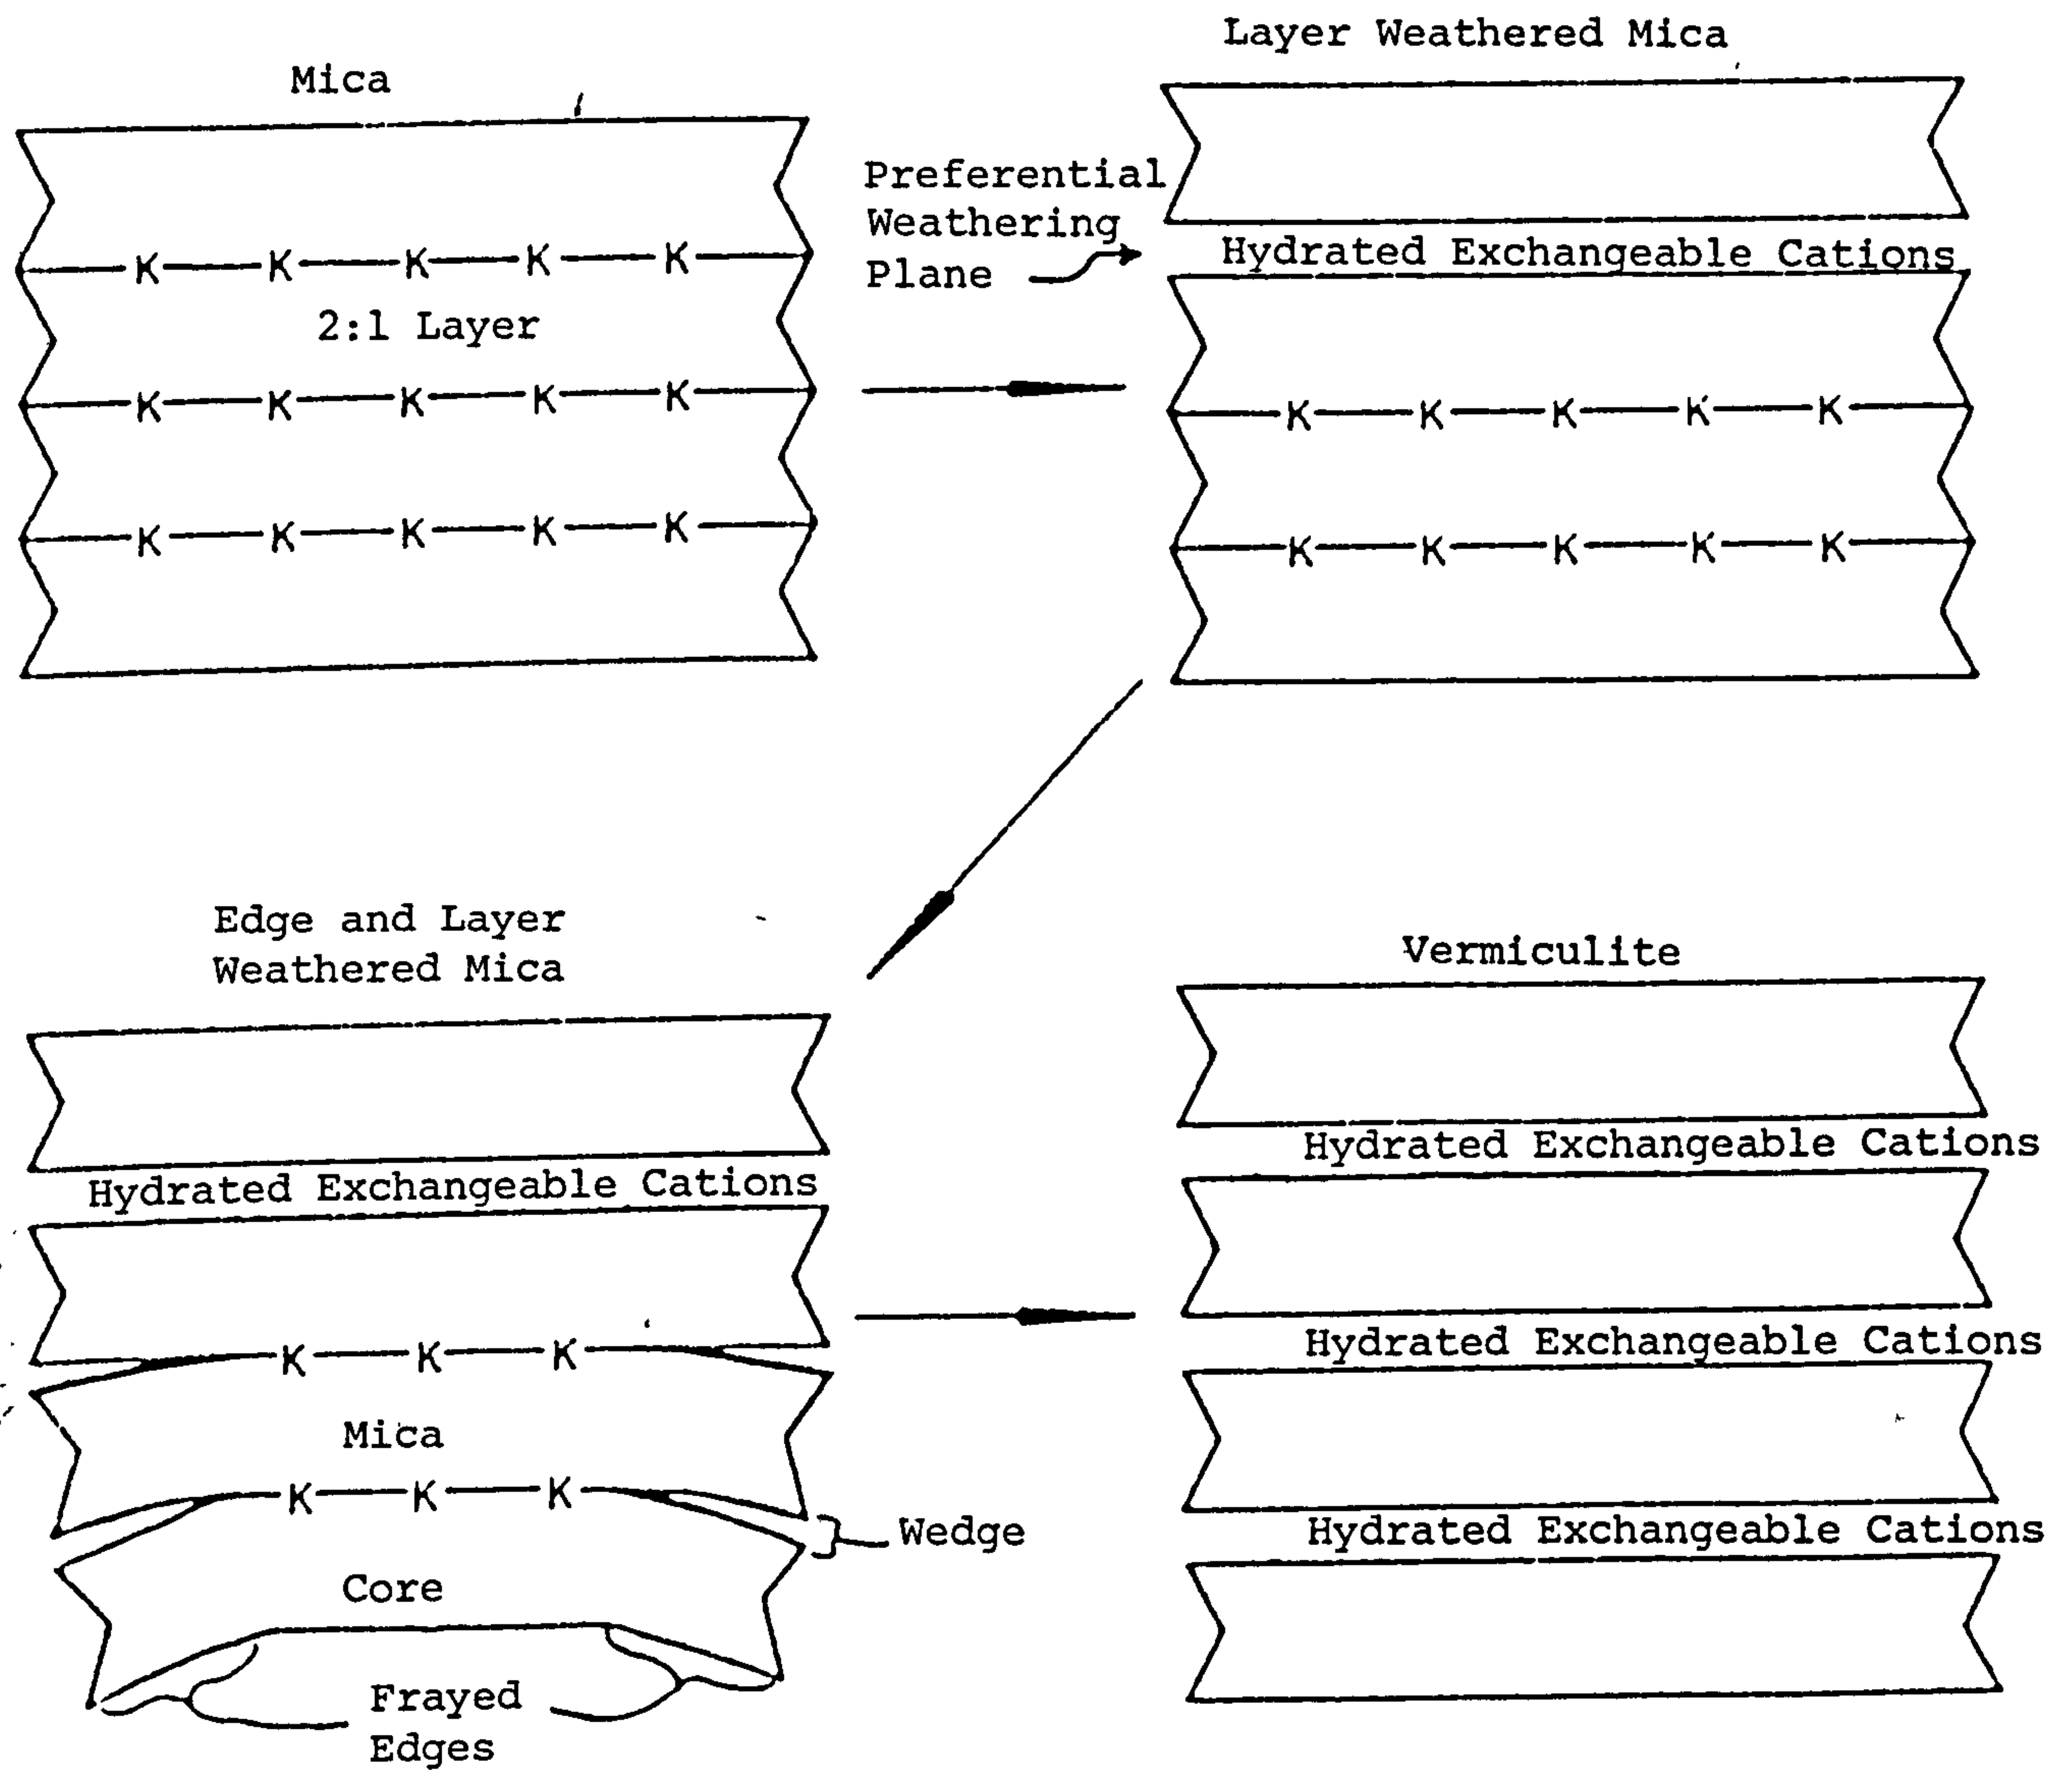 Mica
K K K K K
2:1 Layer
K K K K K
K K K K K
Preferential
Weathering
Plane
Layer Weathered Mica
Hydrated Exchangeable Cations
K K K K K
K K K K K
Edge and Layer
Weathered Mica
Hydrated Exchangeable Cations
K K K
Mica
K K K
Wedge
Core
Frayed
Edges
Vermiculite
Hydrated Exchangeable Cations
Hydrated Exchangeable Cations
Hydrated Exchangeable Cations